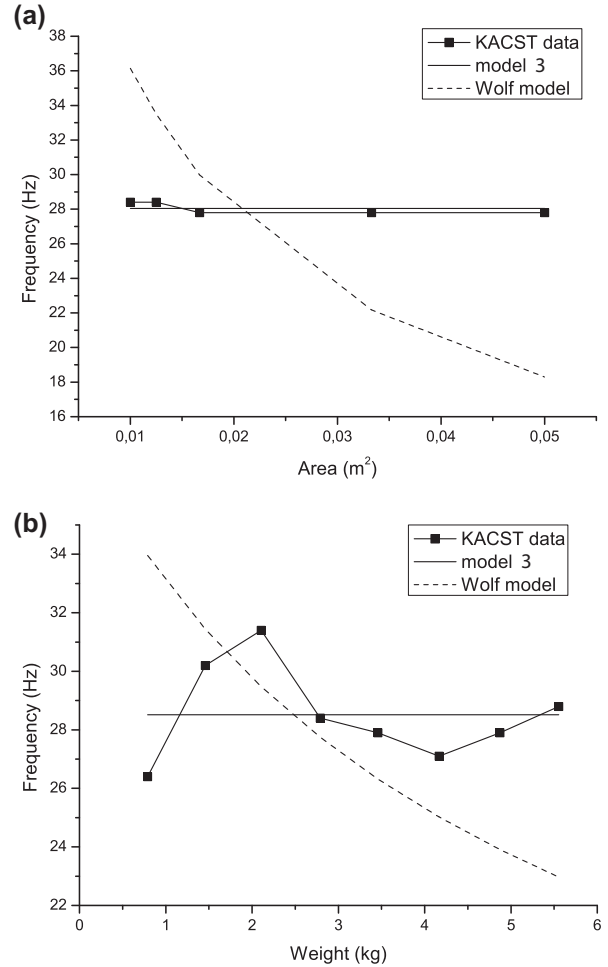 (a)
KACST data
model 3
Wolf model
38
36
34
32
30
28
26
24
22
20
18
16
Frequency (Hz)
0,01 0,02 0,03 0,04 0,05
Area (m²)
(b)
KACST data
model 3
Wolf model
34
32
30
28
26
24
22
Frequency (Hz)
0 1 2 3 4 5 6
Weight (kg)